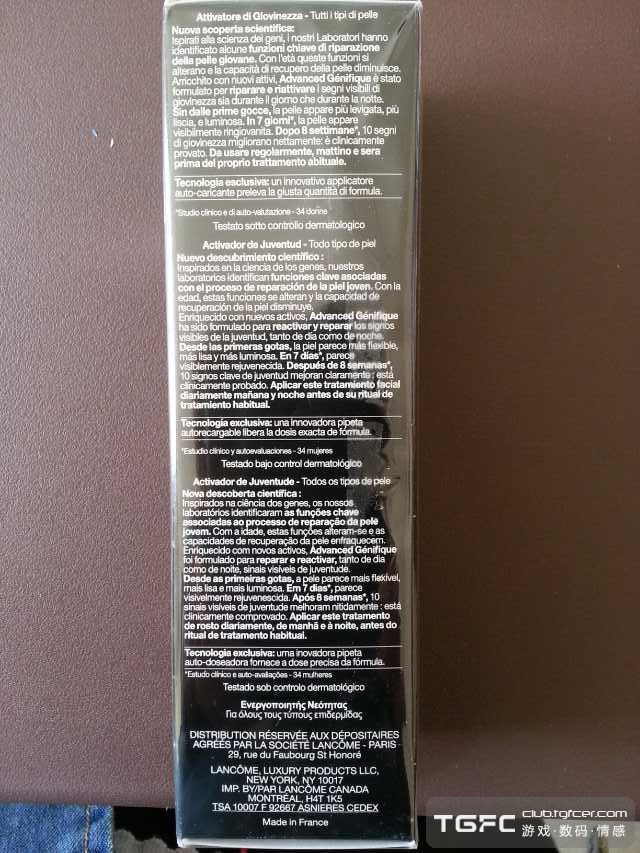 Attivatore di Giovinezza - Tutti i tipi di pelle
Nuova scoperta scientifica:
Ispirati alla scienza dei geni, i nostri Laboratori hanno
identificato alcune funzioni chiave di riparazione
della pelle giovane. Con l'età queste funzioni si
alterano e la capacità di recupero della pelle diminuisce.
Arricchito con nuovi attivi, Advanced Génifique è stato
formulato per riparare e riattivare i segni visibili di
giovinezza sia durante il giorno che durante la notte.
Sin dalle prime gocce, la pelle appare più levigata, più
liscia, e luminosa. In 7 giorni*, la pelle appare
visibilmente ringiovanita. Dopo 8 settimane*, 10 segni
di giovinezza migliorano nettamente: è clinicamente
provato. Da usare regolarmente, mattino e sera
prima del proprio trattamento abituale.
Tecnologia esclusiva: un innovativo applicatore
auto-caricante preleva la giusta quantità di formula.
*Studio clinico e di auto-valutazione - 34 donne
Testato sotto controllo dermatologico
Activador de Juventud - Todo tipo de piel
Nuevo descubrimiento científico :
Inspirados en la ciencia de los genes, nuestros
laboratorios identifican funciones clave asociadas
con el proceso de reparación de la piel joven. Con la
edad, estas funciones se alteran y la capacidad de
recuperación de la piel disminuye.
Enriquecido con nuevos activos, Advanced Génifique
ha sido formulado para reactivar y reparar los signos
visibles de la juventud, tanto de día como de noche.
Desde las primeras gotas, la piel parece más flexible,
más lisa y más luminosa. En 7 días*, parece
visiblemente rejuvenecida. Después de 8 semanas*,
10 signos clave de juventud mejoran claramente : está
clínicamente probado. Aplicar este tratamiento facial
diariamente mañana y noche antes de su ritual de
tratamiento habitual.
Tecnología exclusiva: una innovadora pipeta
autorecargable libera la dosis exacta de fórmula.
*Estudio clínico y autoevaluaciones - 34 mujeres
Testado bajo control dermatológico
Activador de Juventude - Todos os tipos de pele
Nova descoberta científica :
Inspirados na ciência dos genes, os nossos
laboratórios identificaram as funções chave
associadas ao processo de reparação da pele
jovem. Com a idade, estas funções alteram-se e as
capacidades de recuperação da pele enfraquecem.
Enriquecido com novos activos, Advanced Génifique
foi formulado para reparar e reactivar, tanto de dia
como de noite, sinais visíveis de juventude.
Desde as primeiras gotas, a pele parece mais flexível,
mais lisa e mais luminosa. Em 7 dias*, parece
visivelmente rejuvenescida. Após 8 semanas*, 10
sinais visíveis de juventude melhoram nitidamente : está
clinicamente comprovado. Aplicar este tratamento
de rosto diariamente, de manhã e à noite, antes do
ritual de tratamento habitual.
Tecnologia exclusiva: uma inovadora pipeta
auto-doseadora fornece a dose precisa da fórmula.
*Estudio clínico e auto-avaliações - 34 mulheres
Testado sob controlo dermatológico
Ενεργοποιητής Νεότητας
Για όλους τους τύπους επιδερμίδας
DISTRIBUTION RÉSERVÉE AUX DÉPOSITAIRES
AGRÉÉS PAR LA SOCIÉTÉ LANCÔME - PARIS
29, rue du Faubourg St Honoré
LANCÔME, LUXURY PRODUCTS LLC,
NEW YORK, NY 10017
IMP. BY/PAR LANCÔME CANADA
MONTRÉAL, H4T 1K5
TSA 10007 F 92667 ASNIERES CEDEX
Made in France
TGFC club.tgfcer.com
游戏·数码·情感